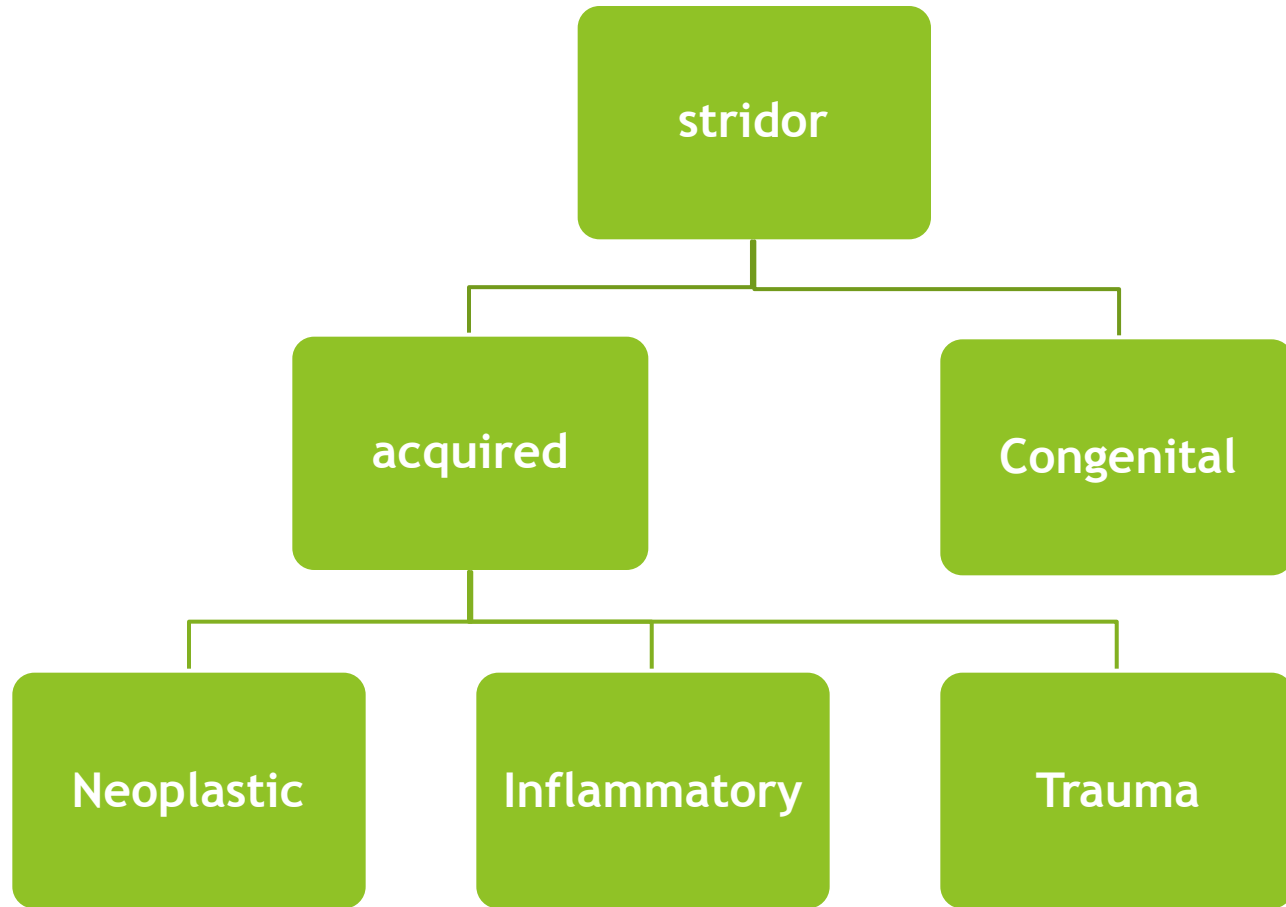 stridor
acquired
Congenital
Neoplastic
Inflammatory
Trauma